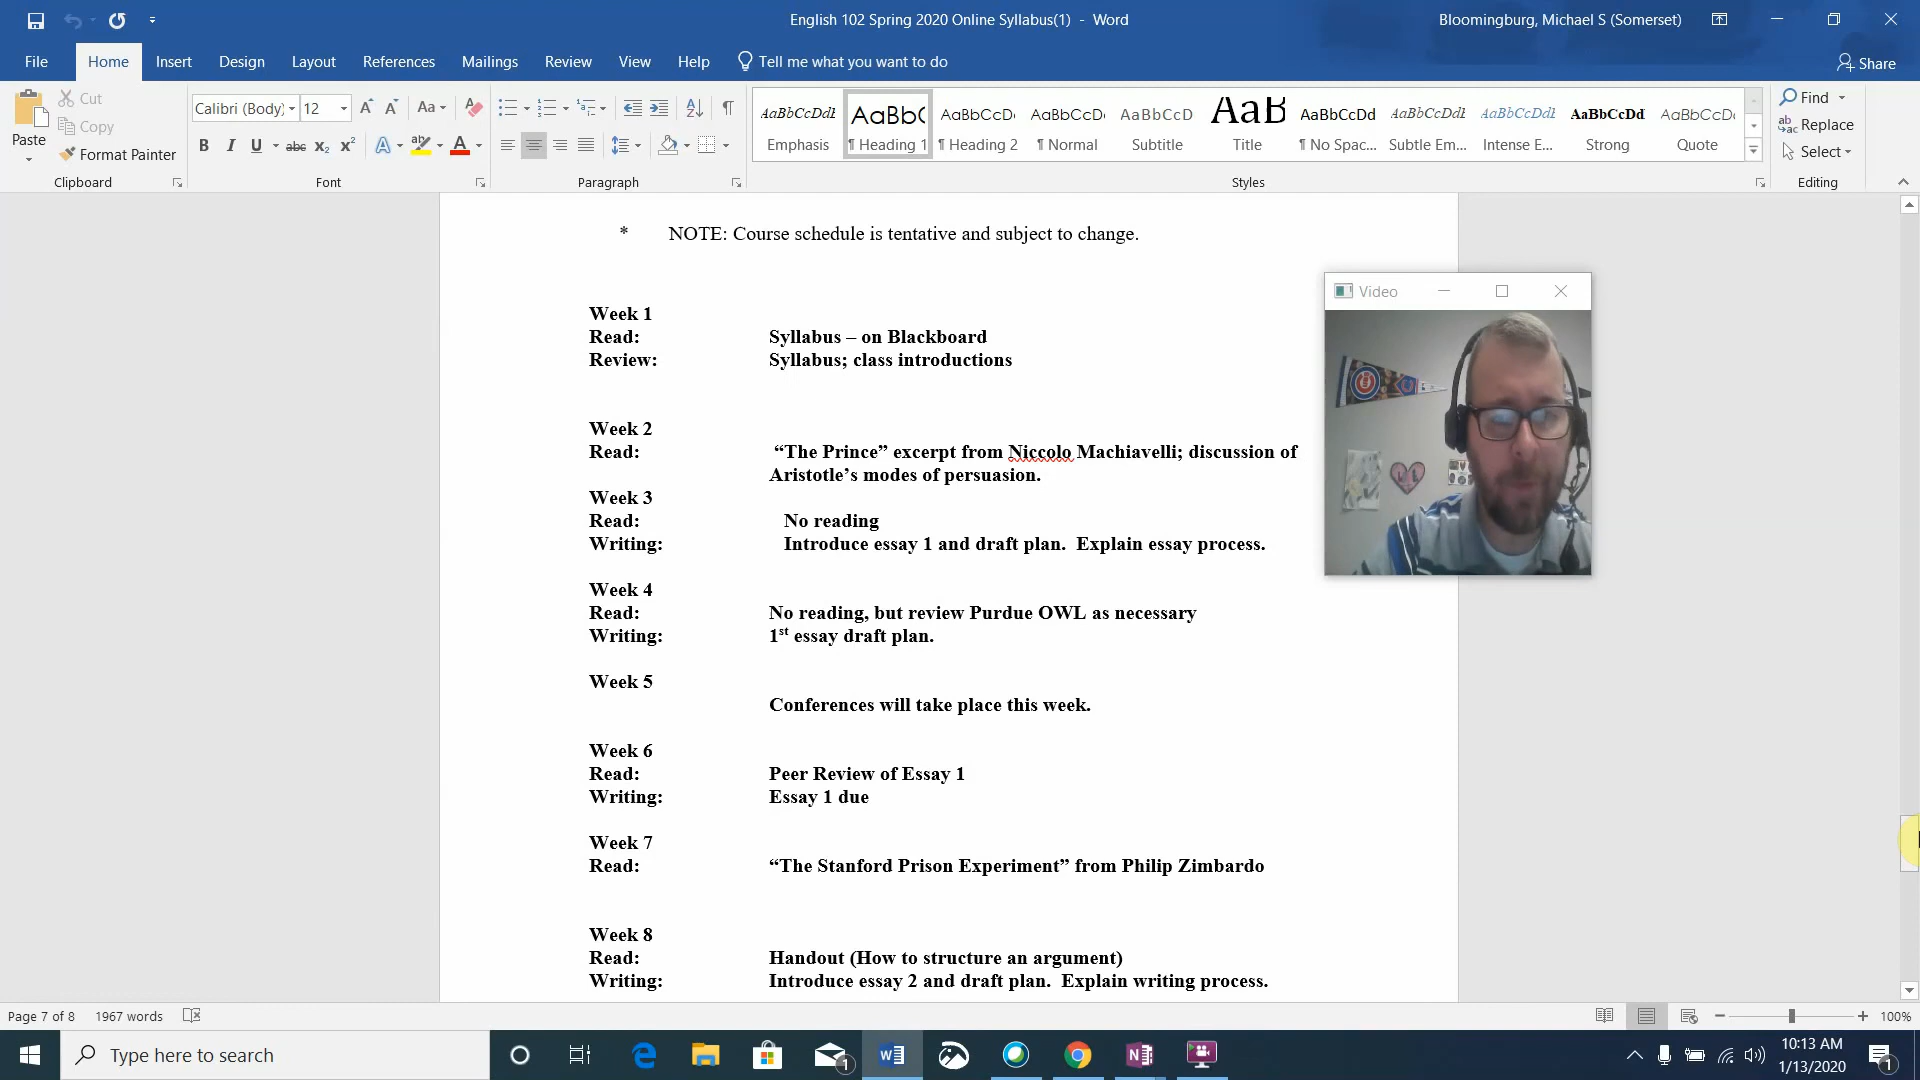 English 102 Spring 2020 Online Syllabus(1) - Word
Bloomingburg, Michael S (Somerset)
File Home Insert Design Layout References Mailings Review View Help Tell me what you want to do
Share
Paste
Cut
Copy
Format Painter
Clipboard
Calibri (Body) 12
Font
Paragraph
AaBbCcDdE AaBbC AaBbCcD AaBbCcD AaBbCcD AaB AaBbCcDd AaBbCcDdE AaBbCcDdE AaBbCcDd AaBbCcDc
Emphasis ¶ Heading 1 ¶ Heading 2 ¶ Normal Subtitle Title ¶ No Spac... Subtle Em... Intense E... Strong Quote
Styles
Find
Replace
Select
Editing
* NOTE: Course schedule is tentative and subject to change.
Week 1
Read: Syllabus – on Blackboard
Review: Syllabus; class introductions
Week 2
Read: “The Prince” excerpt from Niccolo Machiavelli; discussion of
Aristotle’s modes of persuasion.
Week 3
Read: No reading
Writing: Introduce essay 1 and draft plan. Explain essay process.
Week 4
Read: No reading, but review Purdue OWL as necessary
Writing: 1st essay draft plan.
Week 5
Conferences will take place this week.
Week 6
Read: Peer Review of Essay 1
Writing: Essay 1 due
Week 7
Read: “The Stanford Prison Experiment” from Philip Zimbardo
Week 8
Read: Handout (How to structure an argument)
Writing: Introduce essay 2 and draft plan. Explain writing process.
Video
Page 7 of 8 1967 words
100%
Type here to search
10:13 AM
1/13/2020